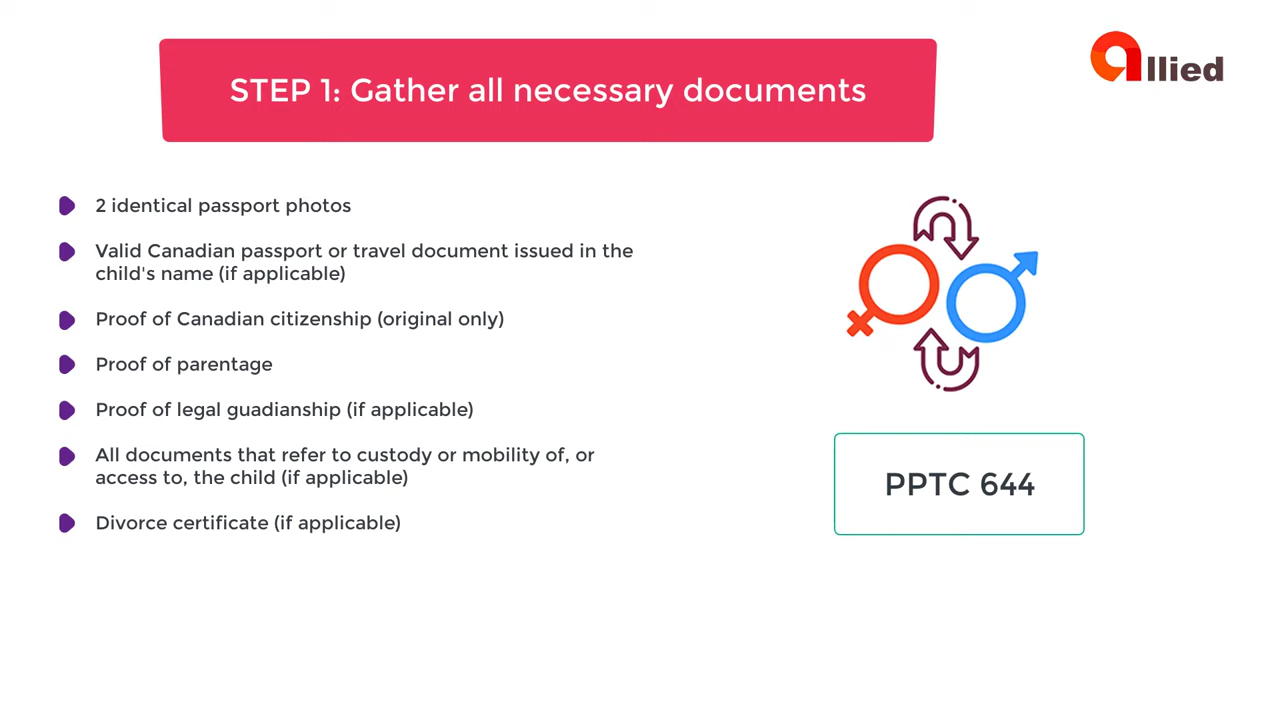 STEP 1: Gather all necessary documents
allied
2 identical passport photos
Valid Canadian passport or travel document issued in the
child's name (if applicable)
Proof of Canadian citizenship (original only)
Proof of parentage
Proof of legal guadianship (if applicable)
All documents that refer to custody or mobility of, or
access to, the child (if applicable)
Divorce certificate (if applicable)
PPTC 644